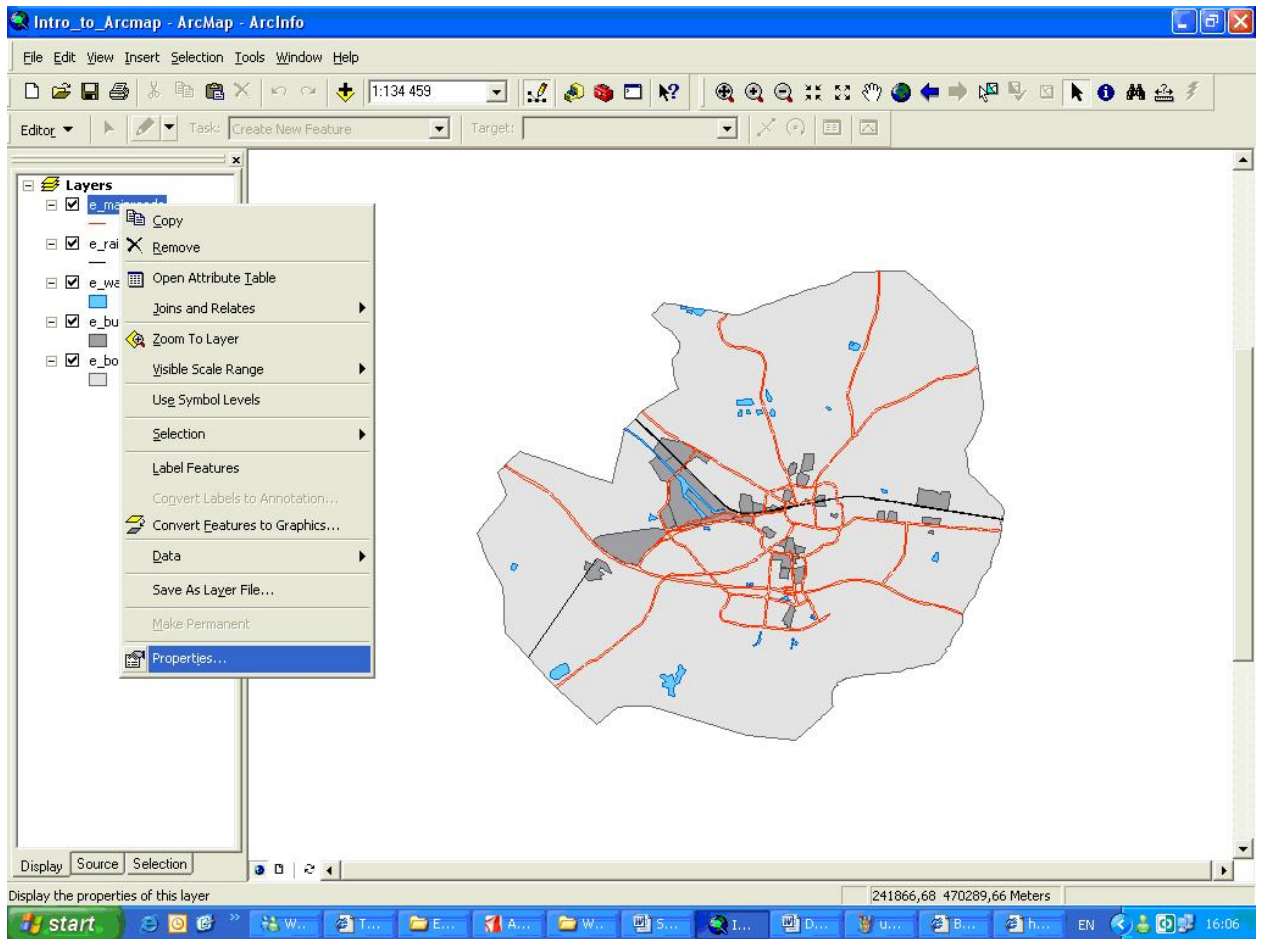 Intro_to_Arcmap - ArcMap - ArcInfo
File Edit View Insert Selection Tools Window Help
1:134 459
Editor Task: Create New Feature Target:
Layers
e_mainroads
e_rai
e_wa
e_bu
e_bo
Copy
Remove
Open Attribute Table
Joins and Relates
Zoom To Layer
Visible Scale Range
Use Symbol Levels
Selection
Label Features
Convert Labels to Annotation...
Convert Features to Graphics...
Data
Save As Layer File...
Make Permanent
Properties...
Display Source Selection
Display the properties of this layer
241866,68 470289,66 Meters
start W... T... E... A... W... S... I... D... u... B... h... EN 16:06